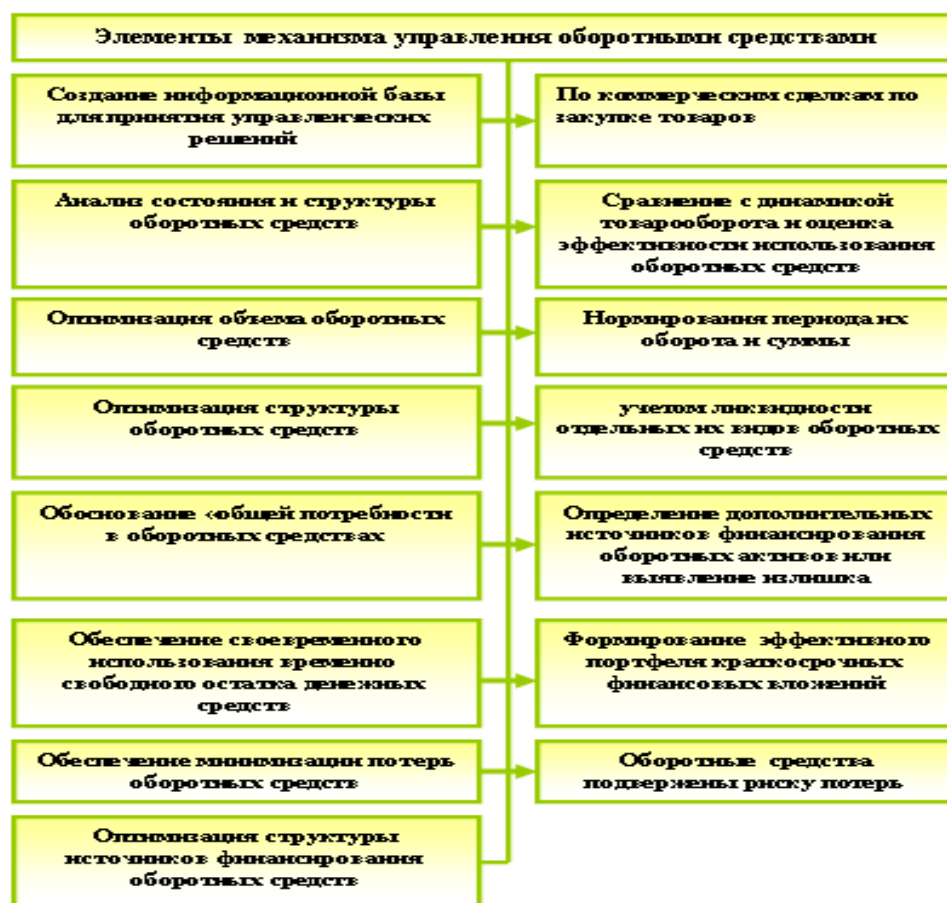 Элементы механизма управления оборотными средствами
Создание информационной базы
для принятия управленческих
решений
По коммерческим сделкам по
закупке товаров
Анализ состояния и структуры
оборотных средств
Сравнение с динамикой
товарооборота и оценка
эффективности использования
оборотных средств
Оптимизация объема оборотных
средств
Нормирования периода их
оборота и суммы
Оптимизация структуры
оборотных средств
учетом ликвидности
отдельных их видов оборотных
средств
Обоснование «общей потребности
в оборотных средствах
Определение дополнительных
источников финансирования
оборотных активов или
выявление излишка
Обеспечение своевременного
использования временно
свободного остатка денежных
средств
Формирование эффективного
портфеля краткосрочных
финансовых вложений
Обеспечение минимизации потерь
оборотных средств
Оборотные средства
подвержены риску потерь
Оптимизация структуры
источников финансирования
оборотных средств